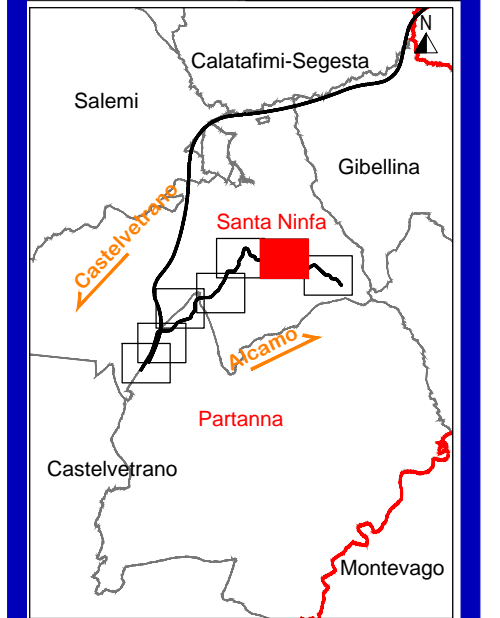 N
Calatafimi-Segesta
Salemi
Gibellina
Castelvetrano
Santa Ninfa
Alcamo
Partanna
Castelvetrano
Montevago